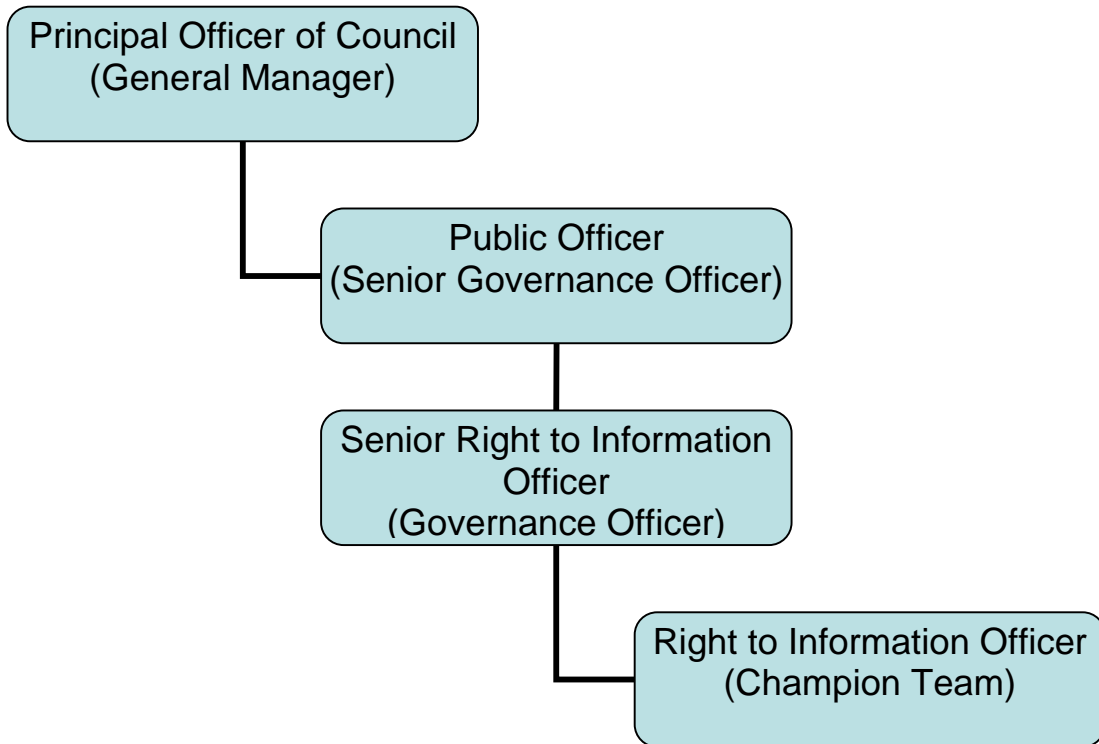 Principal Officer of Council
(General Manager)
Public Officer
(Senior Governance Officer)
Senior Right to Information
Officer
(Governance Officer)
Right to Information Officer
(Champion Team)